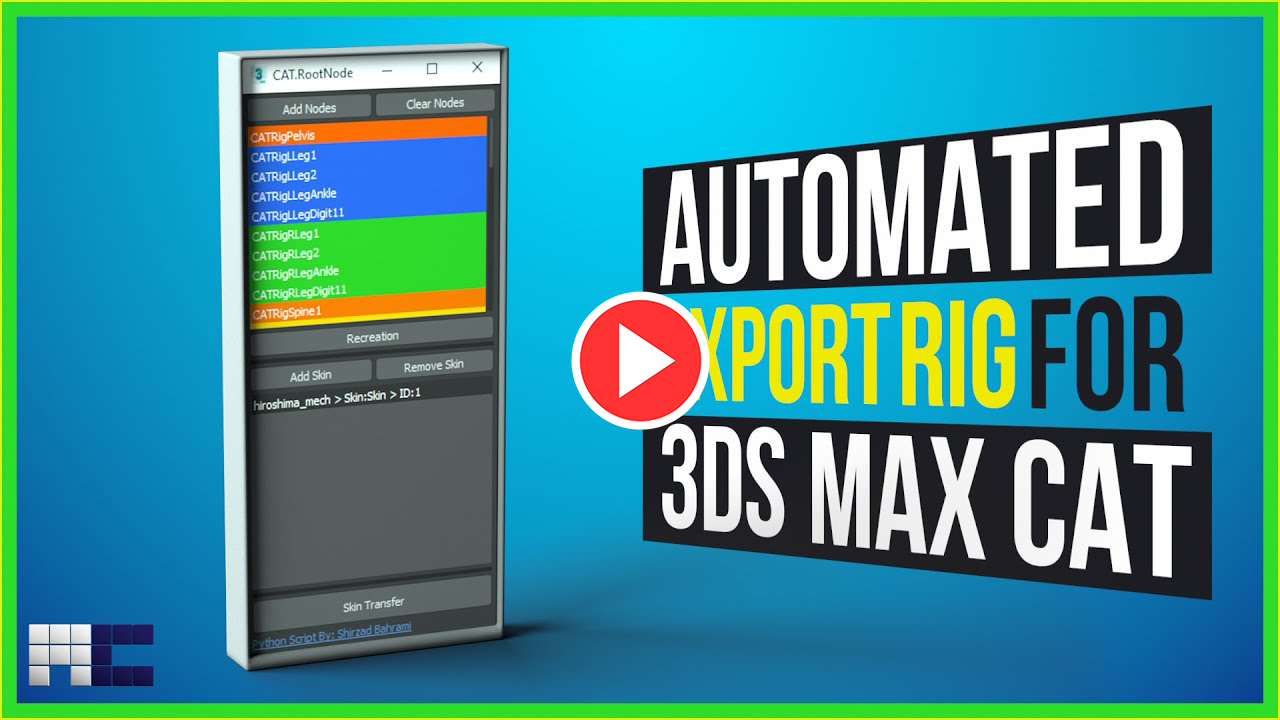 CAT.RootNode
Add Nodes
Clear Nodes
CATRigPelvis
CATRigLLeg1
CATRigLLeg2
CATRigLLegAnkle
CATRigLLegDigit11
CATRigRLeg1
CATRigRLeg2
CATRigRLegAnkle
CATRigRLegDigit11
CATRigSpine1
Recreation
Add Skin
Remove Skin
hiroshima_mech > Skin:Skin > ID:1
Skin Transfer
Python Script By: Shirzad Bahrami
AUTOMATED
XPORT RIG FOR
3DS MAX CAT